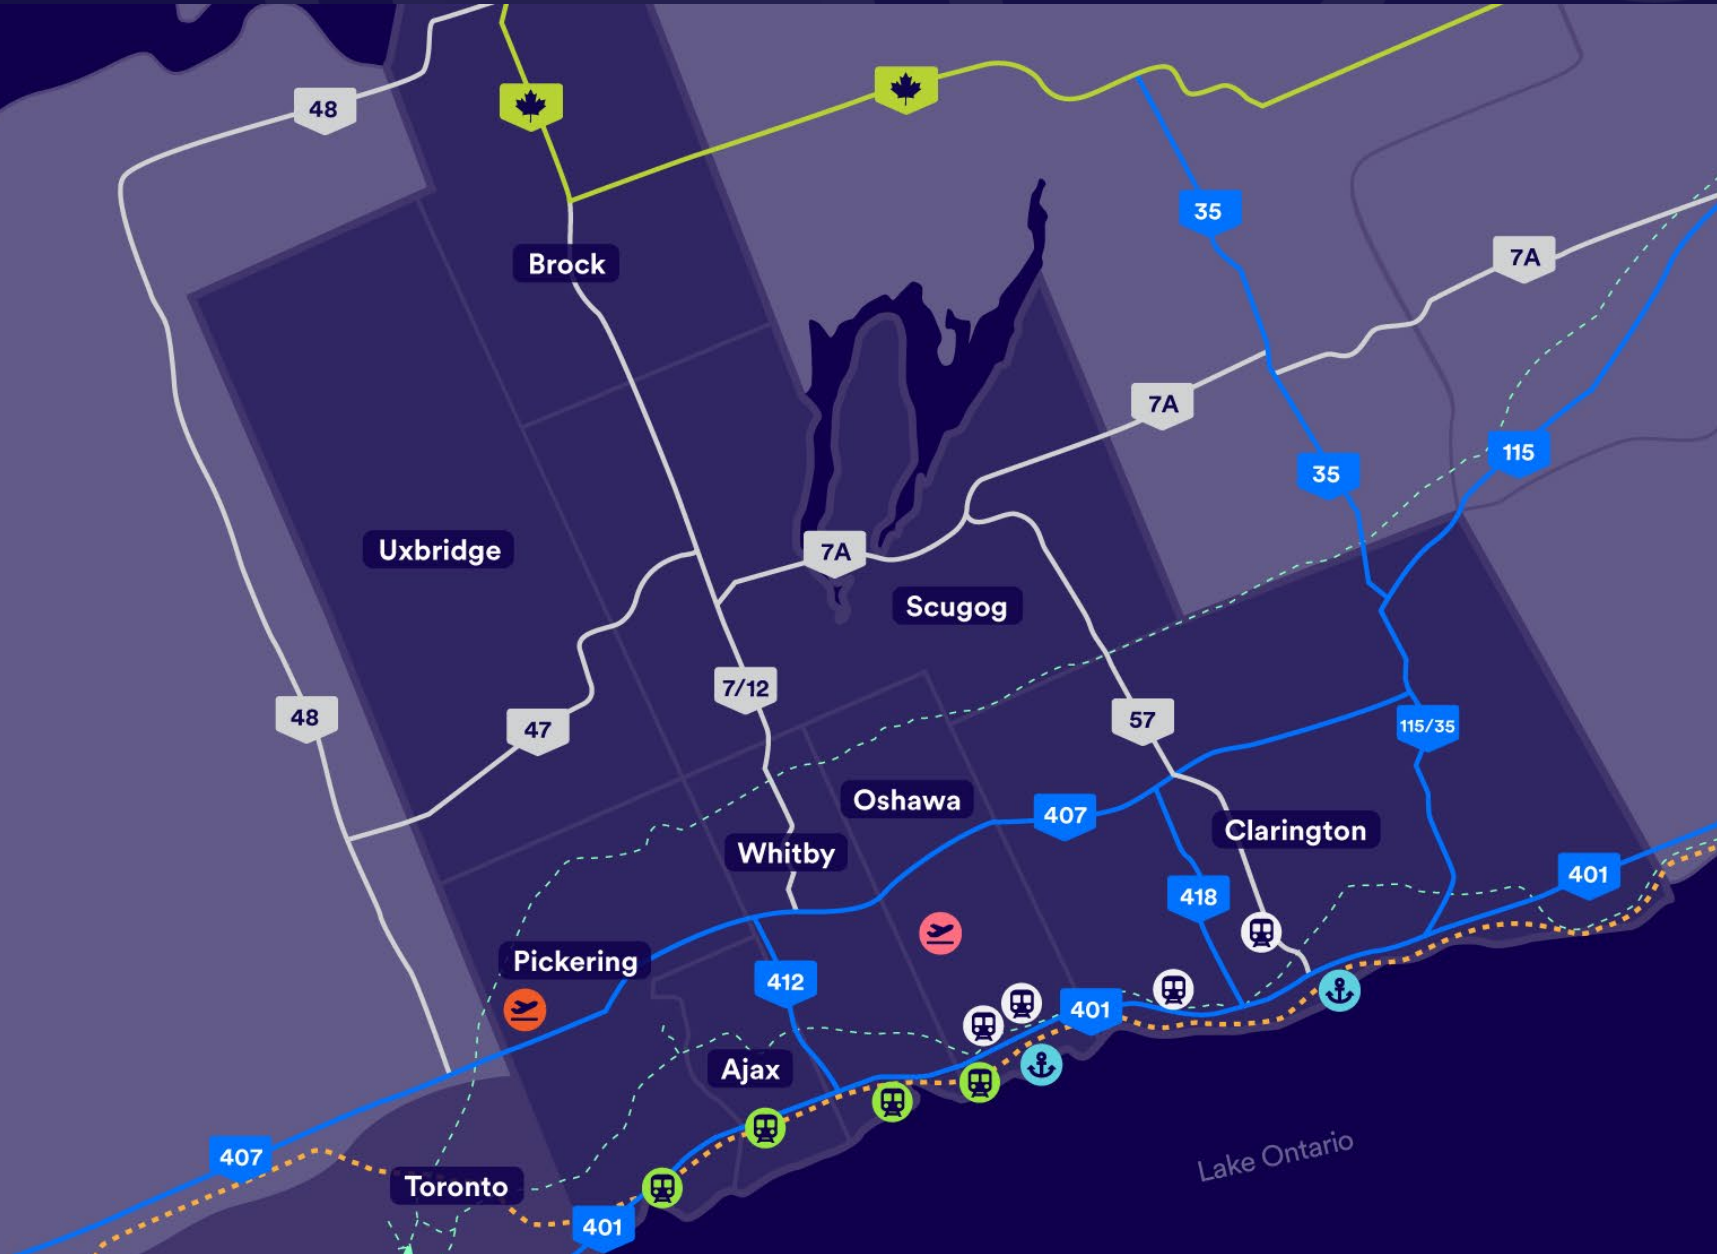 48
35
Brock
7A
7A
35
115
Uxbridge
7A
Scugog
7/12
48
47
57
115/35
Oshawa
407
Clarington
Whitby
401
418
Pickering
412
401
Ajax
Lake Ontario
407
Toronto
401